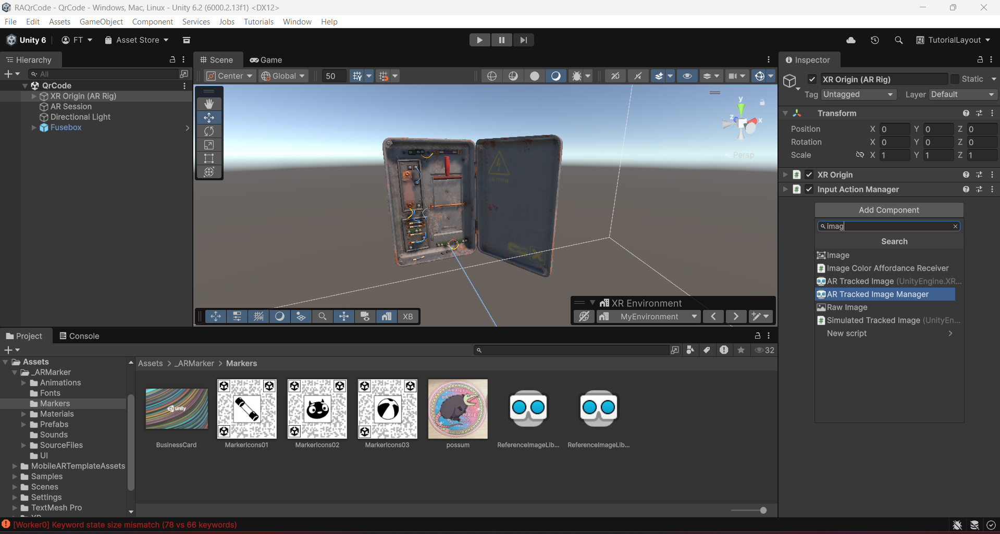 RAQrCode - QrCode - Windows, Mac, Linux - Unity 6.2 (6000.2.13f1) <DX12>
File Edit Assets GameObject Component Services Jobs Tutorials Window Help
Unity 6 FT Asset Store TutorialLayout
Hierarchy
All
QrCode
XR Origin (AR Rig)
AR Session
Directional Light
Fusebox
Scene Game
Center Global 50 2D
y
z x
Persp
CAUTION
XR Environment
MyEnvironment
XB
Inspector
XR Origin (AR Rig) Static
Tag Untagged Layer Default
Transform
Position X 0 Y 0 Z 0
Rotation X 0 Y 0 Z 0
Scale X 1 Y 1 Z 1
XR Origin
Input Action Manager
Add Component
imag
Search
Image
Image Color Affordance Receiver
AR Tracked Image (UnityEngine.XR...
AR Tracked Image Manager
Raw Image
Simulated Tracked Image (UnityEn...
New script
Project Console
32
Assets
_ARMarker
Animations
Fonts
Markers
Materials
Prefabs
Sounds
SourceFiles
UI
MobileARTemplateAssets
Samples
Scenes
Settings
TextMesh Pro
Assets > _ARMarker > Markers
unity
BusinessCard
MarkerIcons01
MarkerIcons02
MarkerIcons03
possum
ReferenceImageLib...
ReferenceImageLib...
[Worker0] Keyword state size mismatch (78 vs 66 keywords)